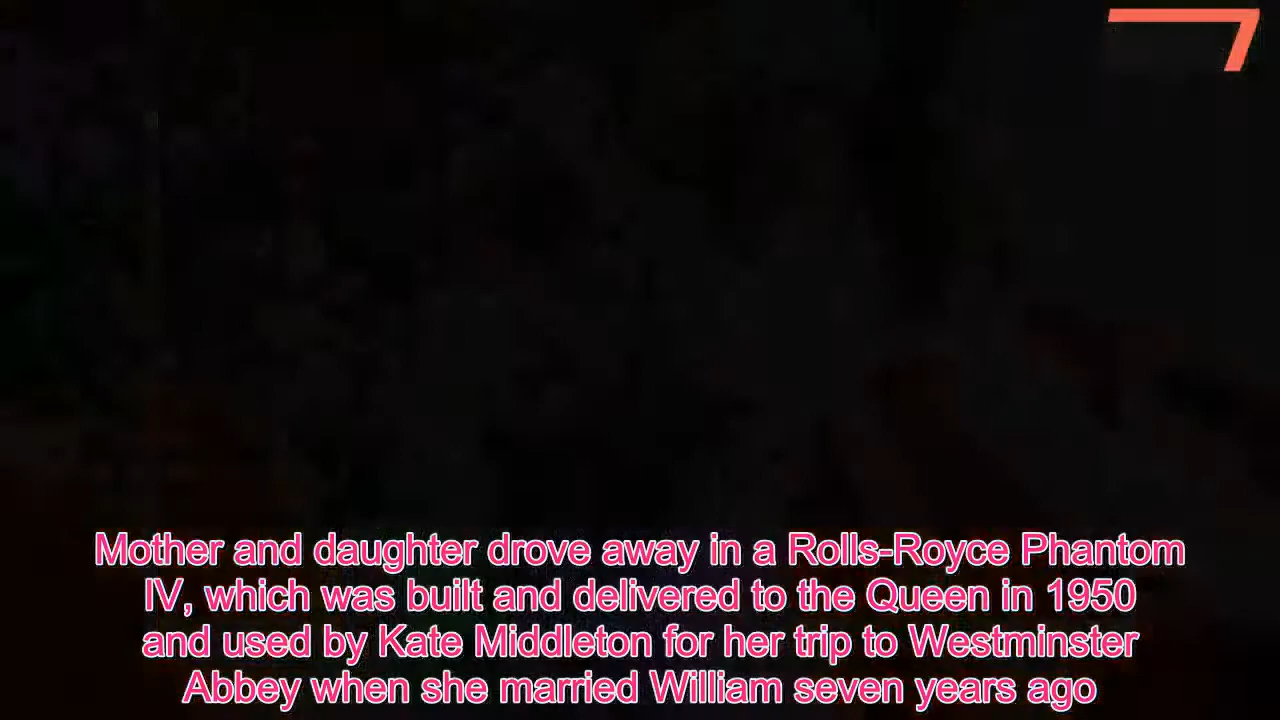 Mother and daughter drove away in a Rolls-Royce Phantom
IV, which was built and delivered to the Queen in 1950
and used by Kate Middleton for her trip to Westminster
Abbey when she married William seven years ago